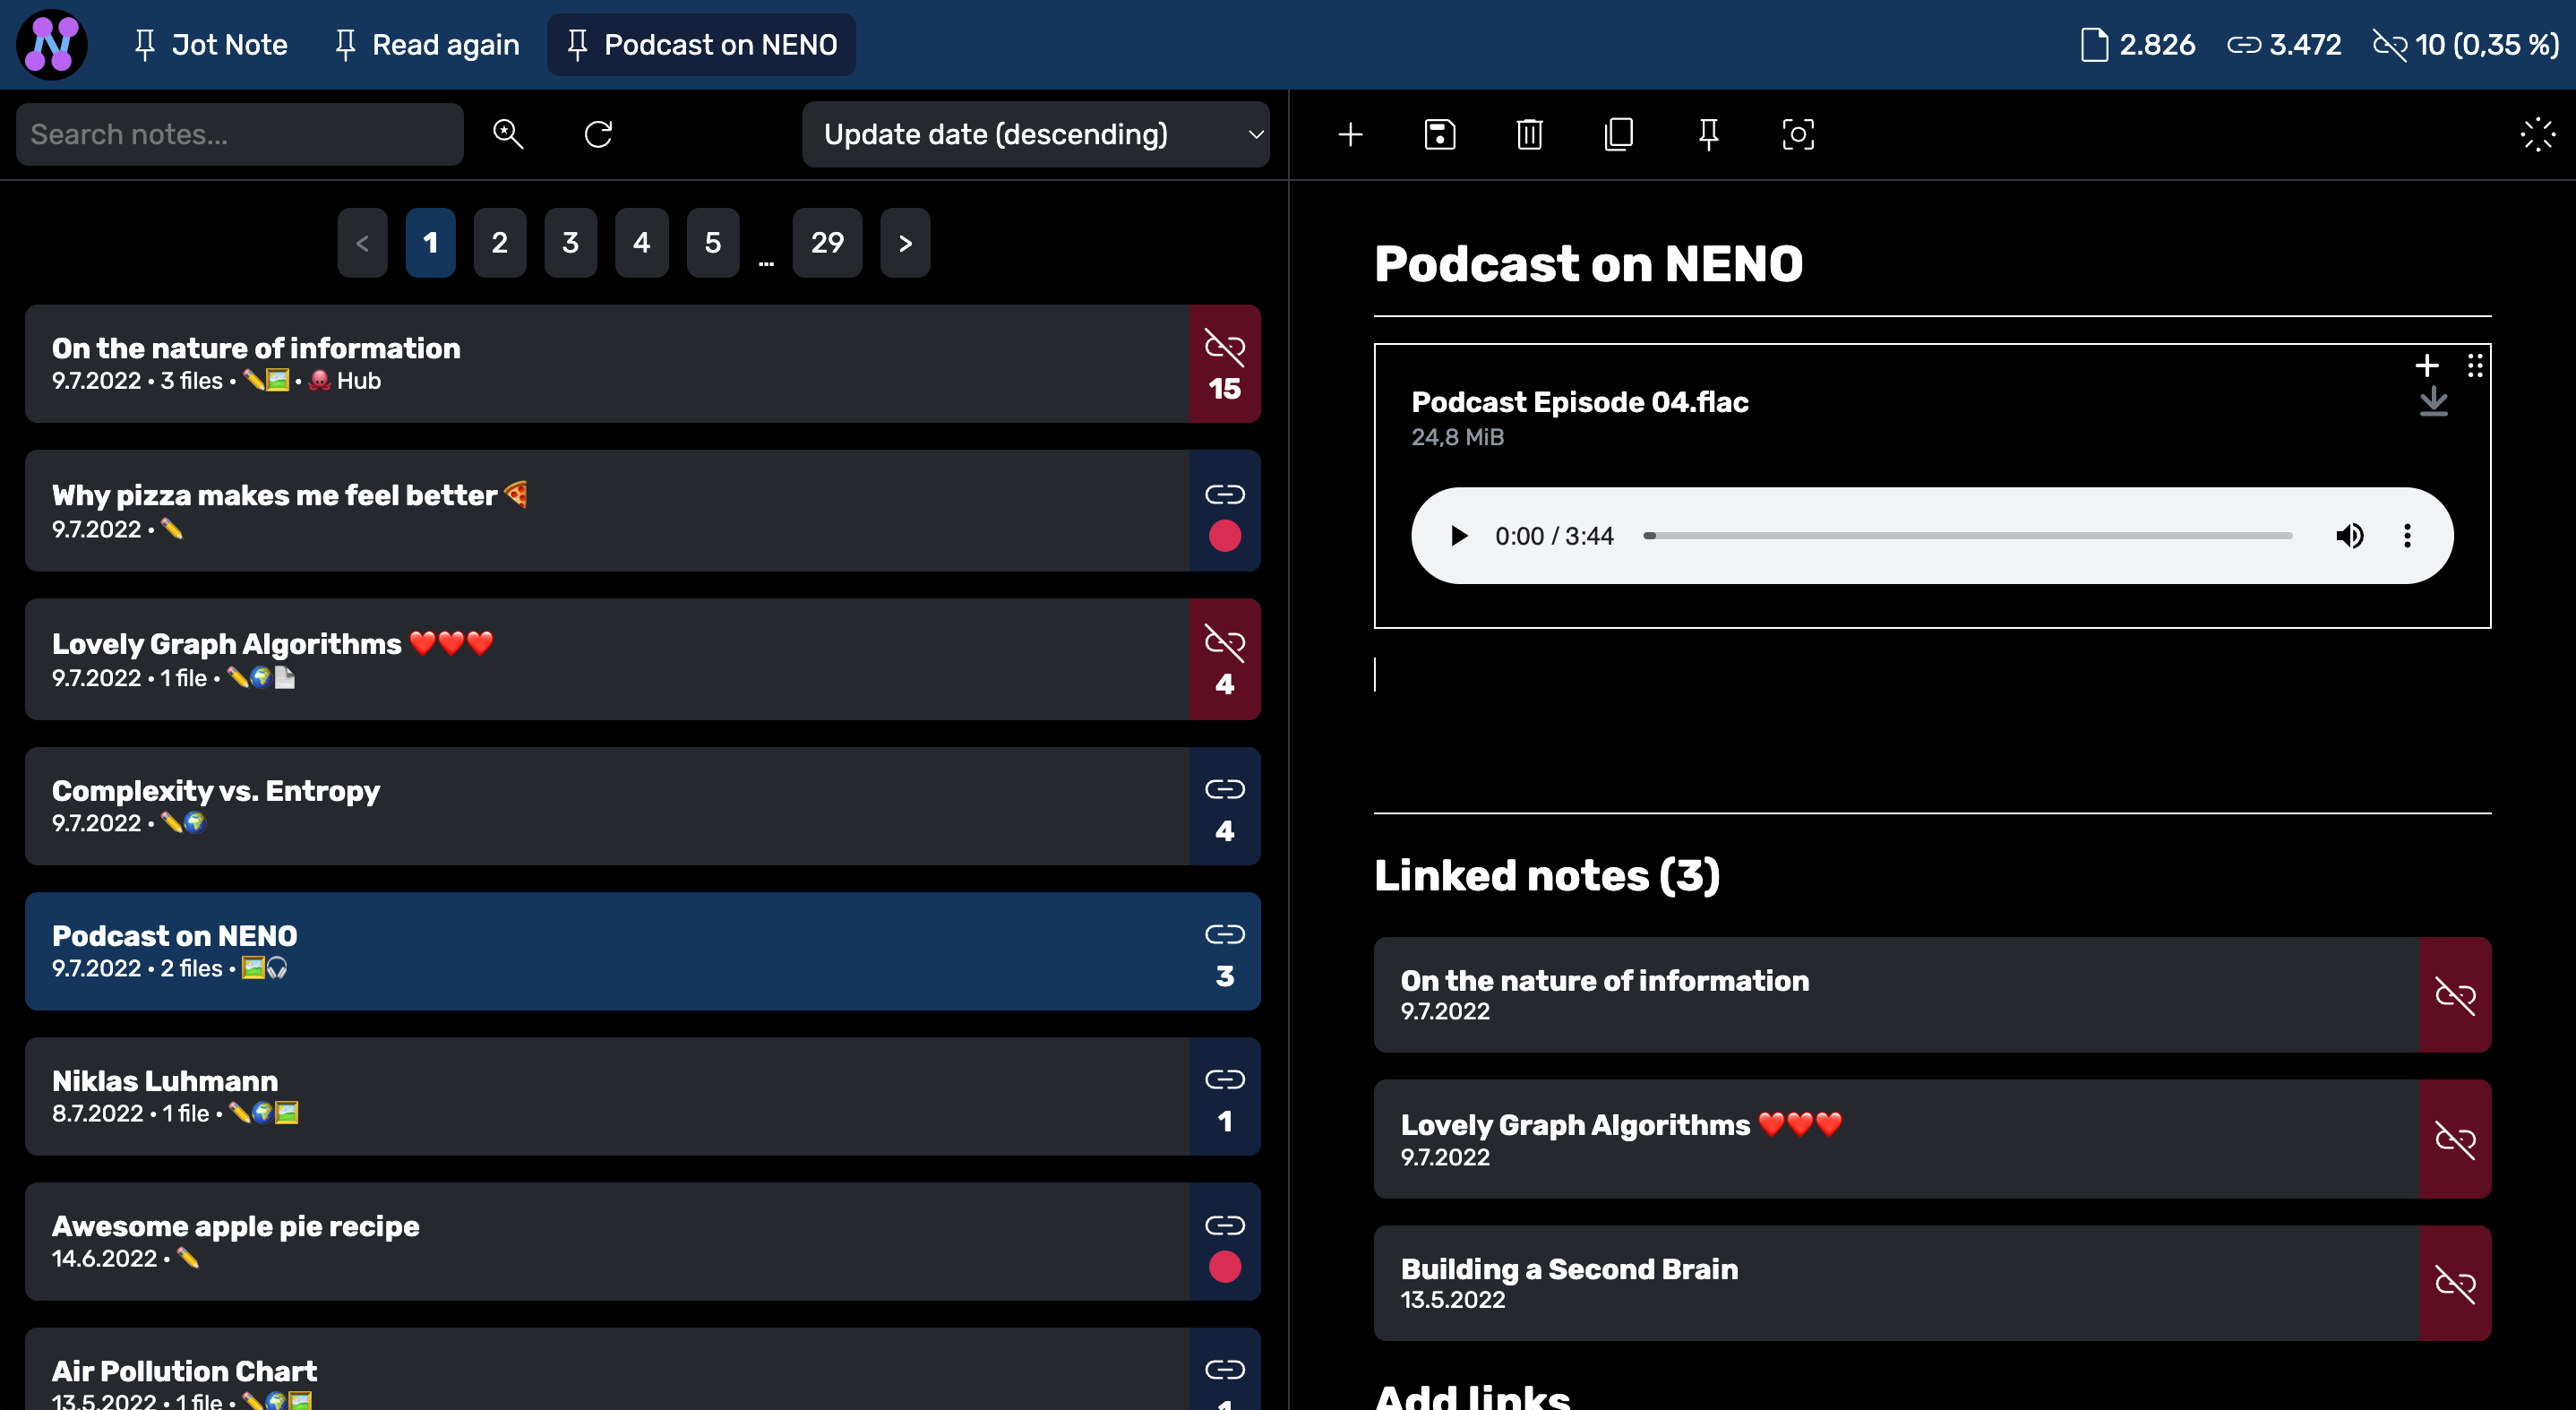 Jot Note
Read again
Podcast on NENO
2.826
3.472
10 (0,35 %)
Search notes...
Update date (descending)
< 1 2 3 4 5 ... 29 >
On the nature of information
9.7.2022 • 3 files • ✏️🖼️ • 🐙 Hub
15
Why pizza makes me feel better 🍕
9.7.2022 • ✏️
Lovely Graph Algorithms ❤️❤️❤️
9.7.2022 • 1 file • ✏️🌍📄
4
Complexity vs. Entropy
9.7.2022 • ✏️🌍
4
Podcast on NENO
9.7.2022 • 2 files • 🖼️🎧
3
Niklas Luhmann
8.7.2022 • 1 file • ✏️🌍🖼️
1
Awesome apple pie recipe
14.6.2022 • ✏️
Air Pollution Chart
13.5.2022 • 1 file • ✏️🌍🖼️
1
Podcast on NENO
Podcast Episode 04.flac
24,8 MiB
0:00 / 3:44
Linked notes (3)
On the nature of information
9.7.2022
Lovely Graph Algorithms ❤️❤️❤️
9.7.2022
Building a Second Brain
13.5.2022
Add links